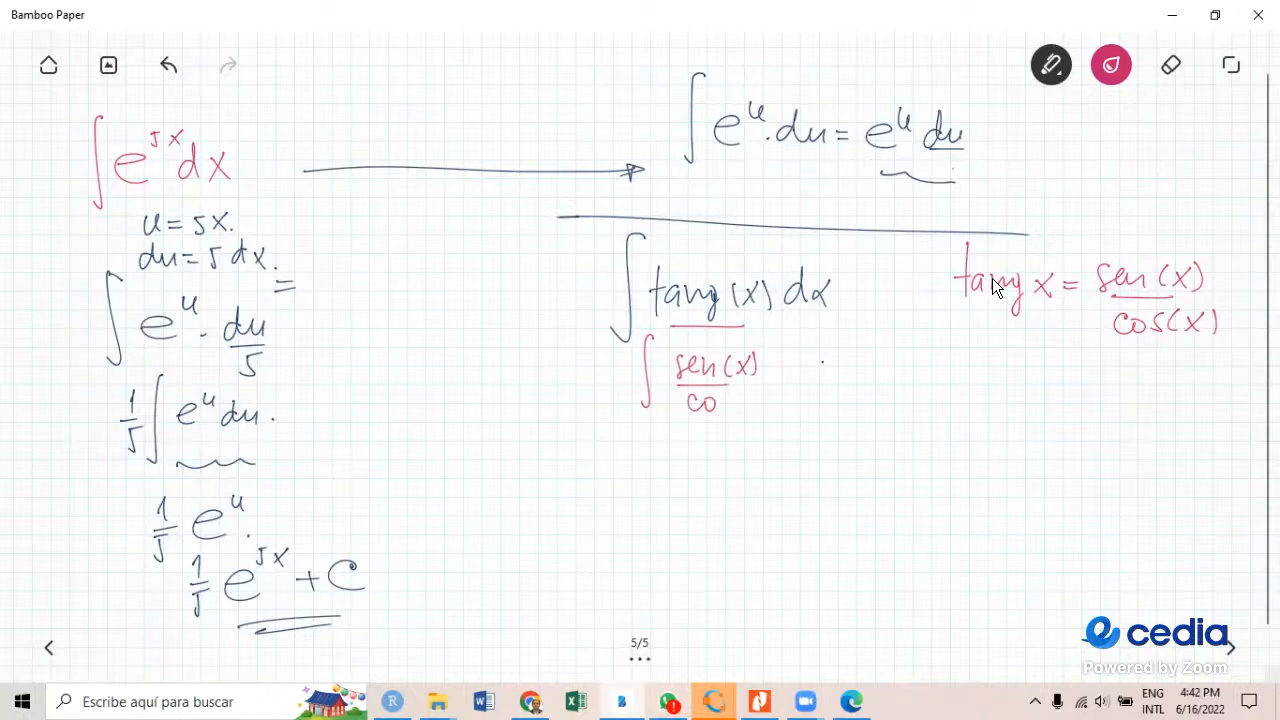 Bamboo Paper
∫ e^{5x} dx
u = 5x.
du = 5 dx.
=
∫ e^u . du/5
1/5 ∫ e^u du.
1/5 e^u.
1/5 e^{5x} + C
∫ e^u . du = e^u du
∫ tang (x) dx
tang x = sen(x)/cos(x)
∫ sen(x)/co
5/5
cedia
Powered by Zoom
Escribe aquí para buscar
ENG
INTL
4:42 PM
6/16/2022